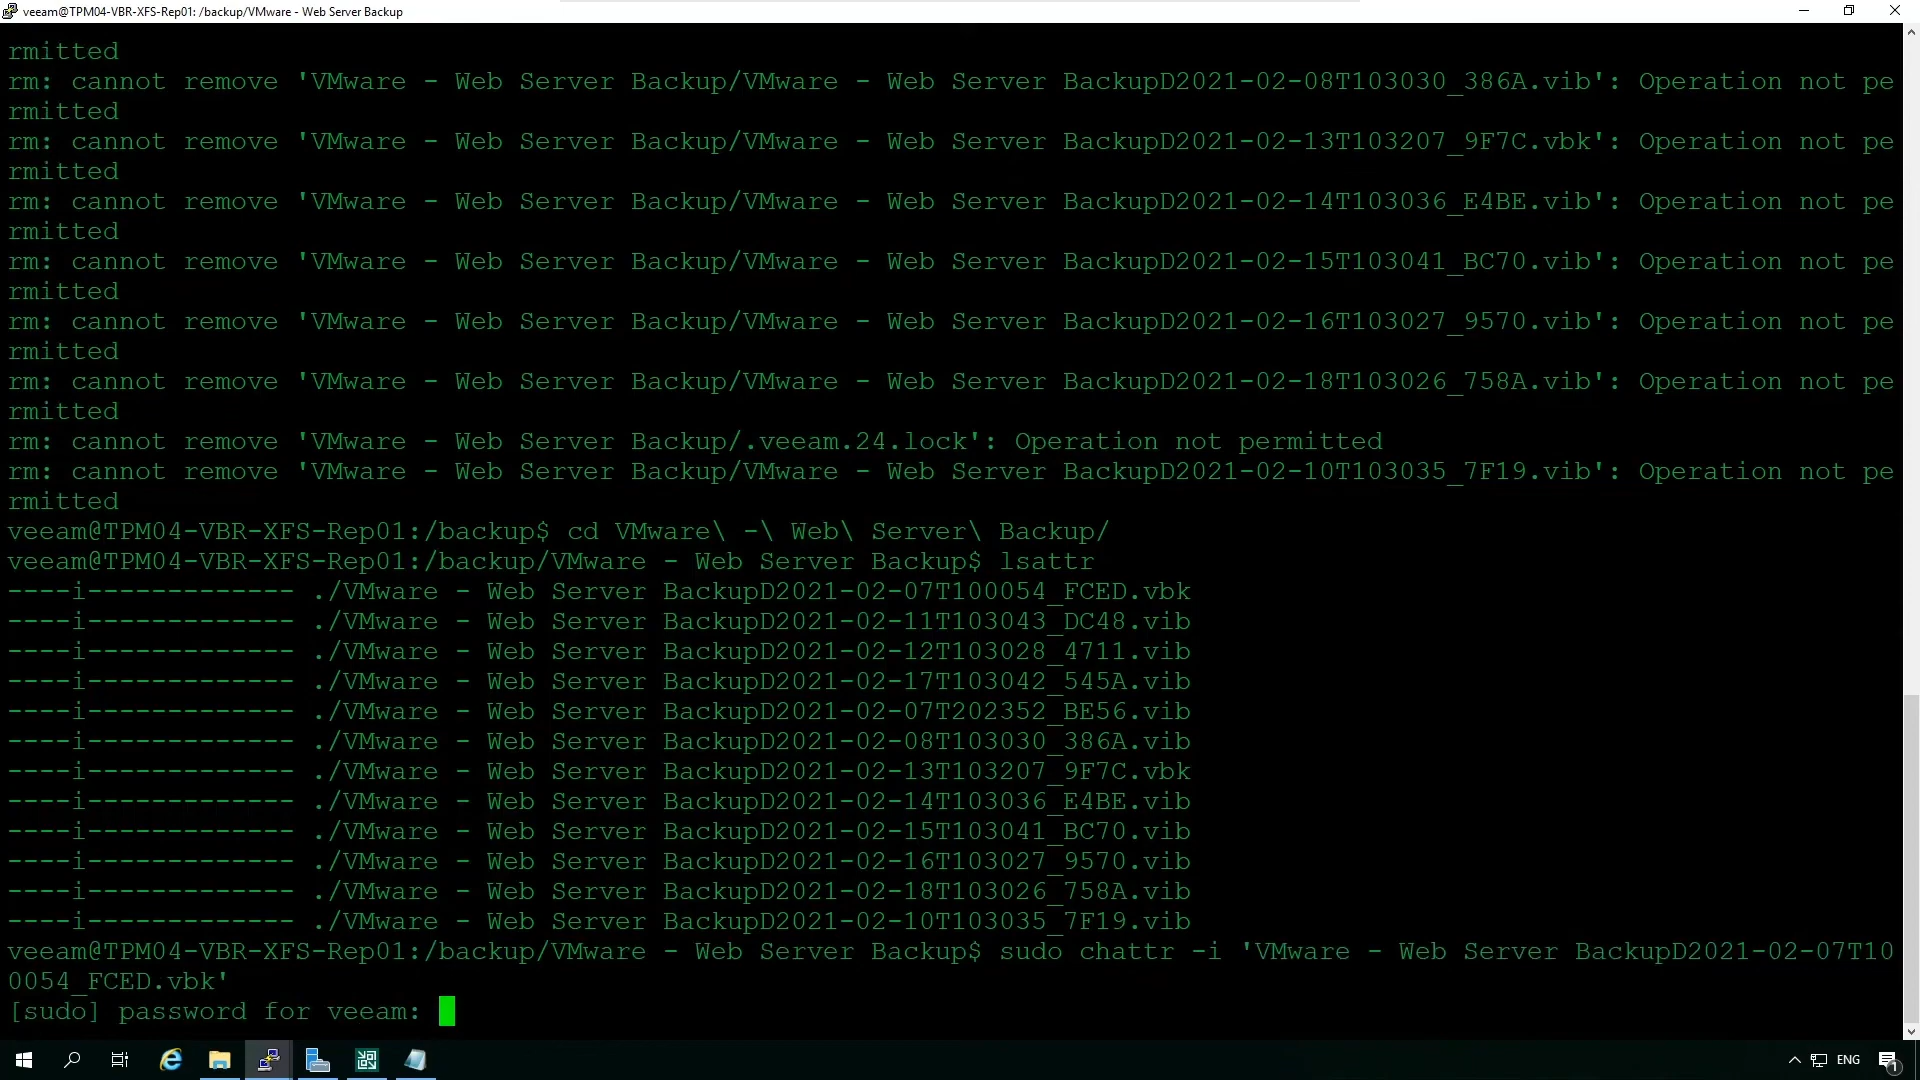 veeam@TPM04-VBR-XFS-Rep01: /backup/VMware - Web Server Backup
rmitted
rm: cannot remove 'VMware - Web Server Backup/VMware - Web Server BackupD2021-02-08T103030_386A.vib': Operation not pe
rmitted
rm: cannot remove 'VMware - Web Server Backup/VMware - Web Server BackupD2021-02-13T103207_9F7C.vbk': Operation not pe
rmitted
rm: cannot remove 'VMware - Web Server Backup/VMware - Web Server BackupD2021-02-14T103036_E4BE.vib': Operation not pe
rmitted
rm: cannot remove 'VMware - Web Server Backup/VMware - Web Server BackupD2021-02-15T103041_BC70.vib': Operation not pe
rmitted
rm: cannot remove 'VMware - Web Server Backup/VMware - Web Server BackupD2021-02-16T103027_9570.vib': Operation not pe
rmitted
rm: cannot remove 'VMware - Web Server Backup/VMware - Web Server BackupD2021-02-18T103026_758A.vib': Operation not pe
rmitted
rm: cannot remove 'VMware - Web Server Backup/.veeam.24.lock': Operation not permitted
rm: cannot remove 'VMware - Web Server Backup/VMware - Web Server BackupD2021-02-10T103035_7F19.vib': Operation not pe
rmitted
veeam@TPM04-VBR-XFS-Rep01:/backup$ cd VMware\ -\ Web\ Server\ Backup/
veeam@TPM04-VBR-XFS-Rep01:/backup/VMware - Web Server Backup$ lsattr
----i------------- ./VMware - Web Server BackupD2021-02-07T100054_FCED.vbk
----i------------- ./VMware - Web Server BackupD2021-02-11T103043_DC48.vib
----i------------- ./VMware - Web Server BackupD2021-02-12T103028_4711.vib
----i------------- ./VMware - Web Server BackupD2021-02-17T103042_545A.vib
----i------------- ./VMware - Web Server BackupD2021-02-07T202352_BE56.vib
----i------------- ./VMware - Web Server BackupD2021-02-08T103030_386A.vib
----i------------- ./VMware - Web Server BackupD2021-02-13T103207_9F7C.vbk
----i------------- ./VMware - Web Server BackupD2021-02-14T103036_E4BE.vib
----i------------- ./VMware - Web Server BackupD2021-02-15T103041_BC70.vib
----i------------- ./VMware - Web Server BackupD2021-02-16T103027_9570.vib
----i------------- ./VMware - Web Server BackupD2021-02-18T103026_758A.vib
----i------------- ./VMware - Web Server BackupD2021-02-10T103035_7F19.vib
veeam@TPM04-VBR-XFS-Rep01:/backup/VMware - Web Server Backup$ sudo chattr -i 'VMware - Web Server BackupD2021-02-07T10
0054_FCED.vbk'
[sudo] password for veeam:
ENG
1